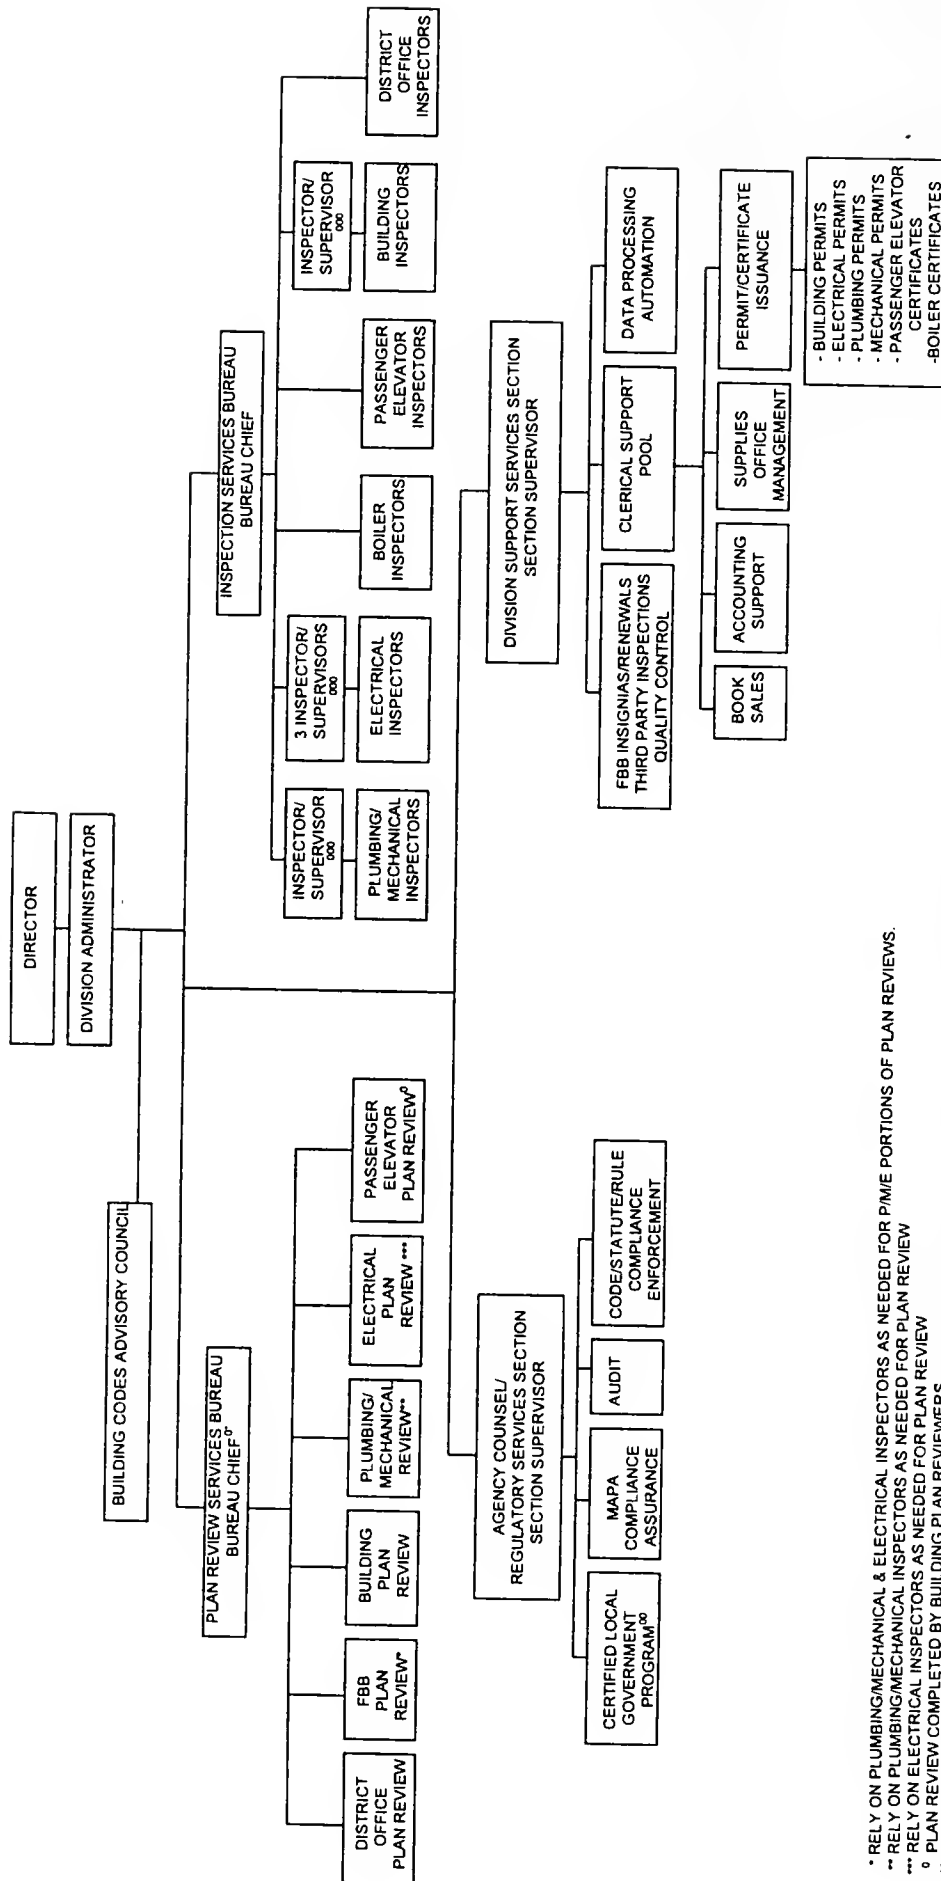 DIRECTOR
DIVISION ADMINISTRATOR
BUILDING CODES ADVISORY COUNCIL
PLAN REVIEW SERVICES BUREAU
BUREAU CHIEF
DISTRICT
OFFICE
PLAN REVIEW
FBB
PLAN
REVIEW*
BUILDING
PLAN
REVIEW
PLUMBING/
MECHANICAL
REVIEW***
ELECTRICAL
PLAN
REVIEW ***
PASSENGER
ELEVATOR
PLAN REVIEW⁰
INSPECTION SERVICES BUREAU
BUREAU CHIEF
INSPECTOR/
SUPERVISOR
000
PLUMBING/
MECHANICAL
INSPECTORS
3 INSPECTOR/
SUPERVISORS
000
ELECTRICAL
INSPECTORS
BOILER
INSPECTORS
PASSENGER
ELEVATOR
INSPECTORS
INSPECTOR/
SUPERVISOR
000
BUILDING
INSPECTORS
DISTRICT
OFFICE
INSPECTORS
AGENCY COUNSEL/
REGULATORY SERVICES SECTION
SECTION SUPERVISOR
CERTIFIED LOCAL
GOVERNMENT
PROGRAM⁰⁰
MAPA
COMPLIANCE
ASSURANCE
AUDIT
CODE/STATUTE/RULE
COMPLIANCE
ENFORCEMENT
DIVISION SUPPORT SERVICES SECTION
SECTION SUPERVISOR
FBB INSIGNIAS/RENEWALS
THIRD PARTY INSPECTIONS
QUALITY CONTROL
CLERICAL SUPPORT
POOL
DATA PROCESSING
AUTOMATION
BOOK
SALES
ACCOUNTING
SUPPORT
SUPPLIES
OFFICE
MANAGEMENT
PERMIT/CERTIFICATE
ISSUANCE
- BUILDING PERMITS
- ELECTRICAL PERMITS
- PLUMBING PERMITS
- MECHANICAL PERMITS
- PASSENGER ELEVATOR
CERTIFICATES
-BOILER CERTIFICATES
* RELY ON PLUMBING/MECHANICAL & ELECTRICAL INSPECTORS AS NEEDED FOR P/M/E PORTIONS OF PLAN REVIEWS.
** RELY ON PLUMBING/MECHANICAL INSPECTORS AS NEEDED FOR PLAN REVIEW
*** RELY ON ELECTRICAL INSPECTORS AS NEEDED FOR PLAN REVIEW
⁰ PLAN REVIEW COMPLETED BY BUILDING PLAN REVIEWERS